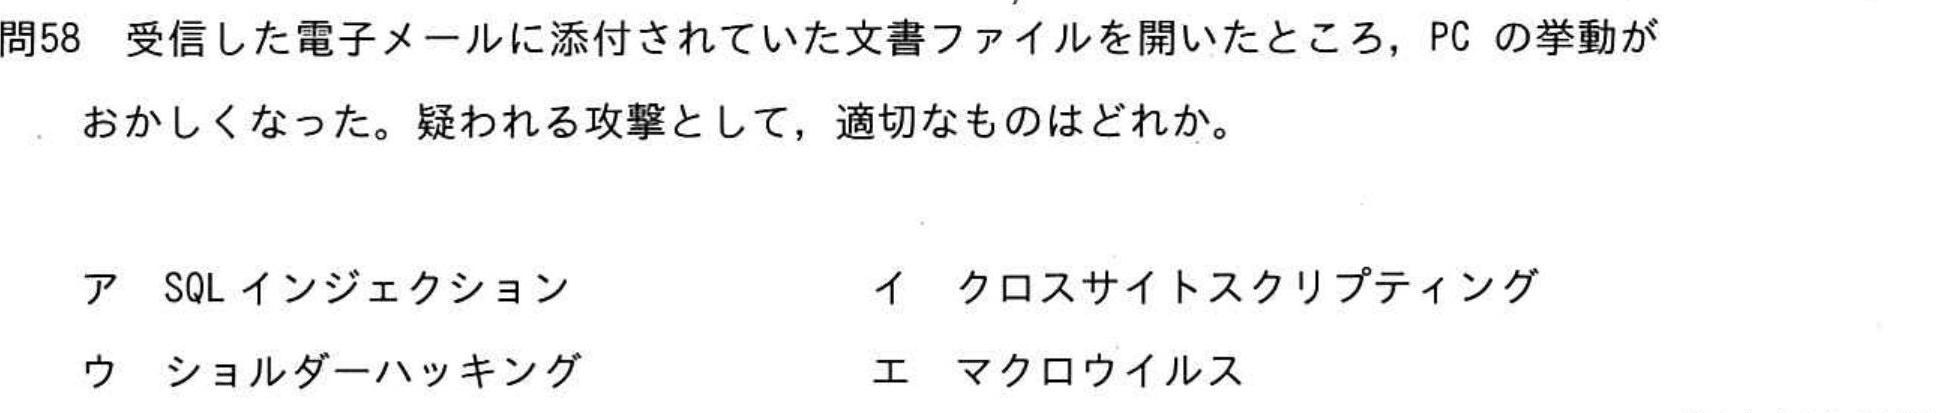 問58 受信した電子メールに添付されていた文書ファイルを開いたところ，PC の挙動が
おかしくなった。疑われる攻撃として，適切なものはどれか。
ア SQL インジェクション イ クロスサイトスクリプティング
ウ ショルダーハッキング エ マクロウイルス